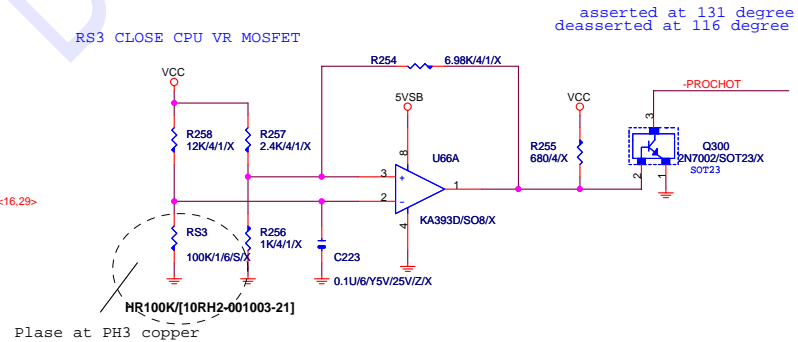 asserted at 131 degree
deasserted at 116 degree
RS3 CLOSE CPU VR MOSFET
R254 6.98K/4/1/X
VCC
5VSB
VCC
-PROCHOT
R258
12K/4/1/X
R257
2.4K/4/1/X
R255
680/4/X
3
8
U66A
3
+
1
2
-
4
KA393D/SO8/X
Q300
2N7002/SOT23/X
SOT23
2
1
<16,29>
RS3
100K/1/6/S/X
R256
1K/4/1/X
C223
0.1U/6/Y5V/25V/Z/X
HR100K/[10RH2-001003-21]
Plase at PH3 copper